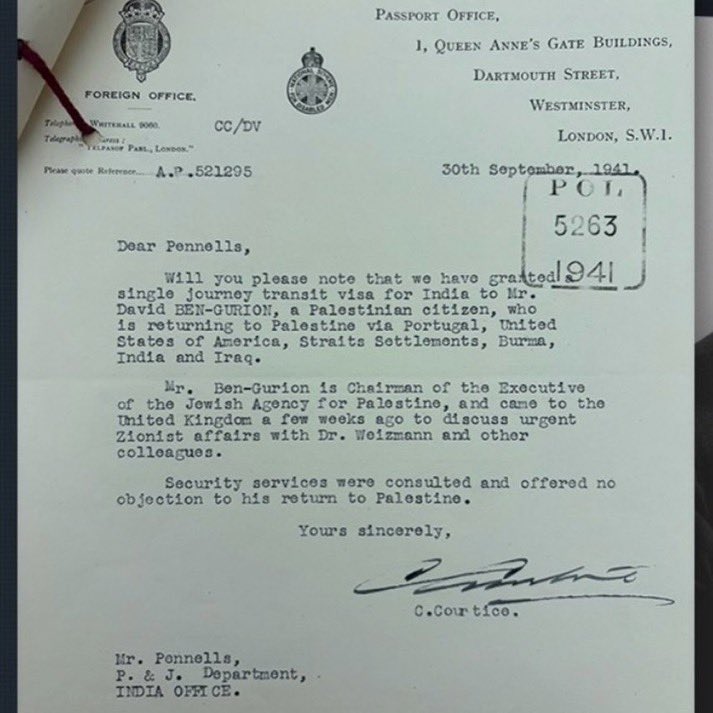 PASSPORT OFFICE,
1, QUEEN ANNE'S GATE BUILDINGS,
DARTMOUTH STREET,
WESTMINSTER,
LONDON, S.W.1.
FOREIGN OFFICE.
WHITEHALL 9060.
CC/DV
PARL., LONDON."
Please quote Reference.... A.P.521295
30th September, 1941.
POL
5263
1941
Dear Pennells,
Will you please note that we have granted a
single journey transit visa for India to Mr.
David BEN-GURION, a Palestinian citizen, who
is returning to Palestine via Portugal, United
States of America, Straits Settlements, Burma,
India and Iraq.
Mr. Ben-Gurion is Chairman of the Executive
of the Jewish Agency for Palestine, and came to the
United Kingdom a few weeks ago to discuss urgent
Zionist affairs with Dr. Weizmann and other
colleagues.
Security services were consulted and offered no
objection to his return to Palestine.
Yours sincerely,
C.Courtice.
Mr. Pennells,
P. & J. Department,
INDIA OFFICE.